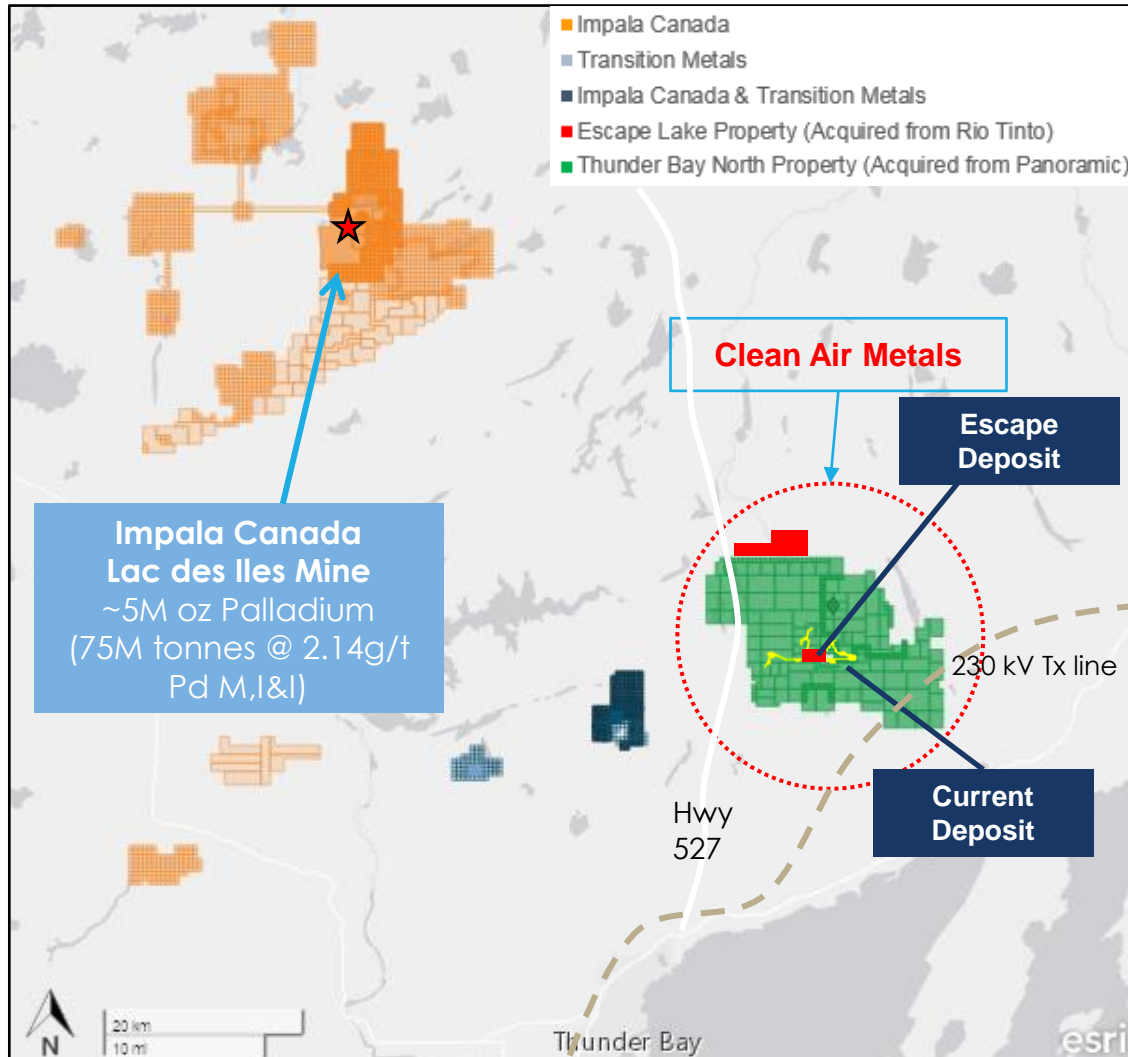 Impala Canada
Transition Metals
Impala Canada & Transition Metals
Escape Lake Property (Acquired from Rio Tinto)
Thunder Bay North Property (Acquired from Panoramic)
Clean Air Metals
Escape
Deposit
Impala Canada
Lac des Iles Mine
~5M oz Palladium
(75M tonnes @ 2.14g/t
Pd M,I&I)
230 kV Tx line
Current
Deposit
Hwy
527
N
20 km
10 mi
Thunder Bay
esri